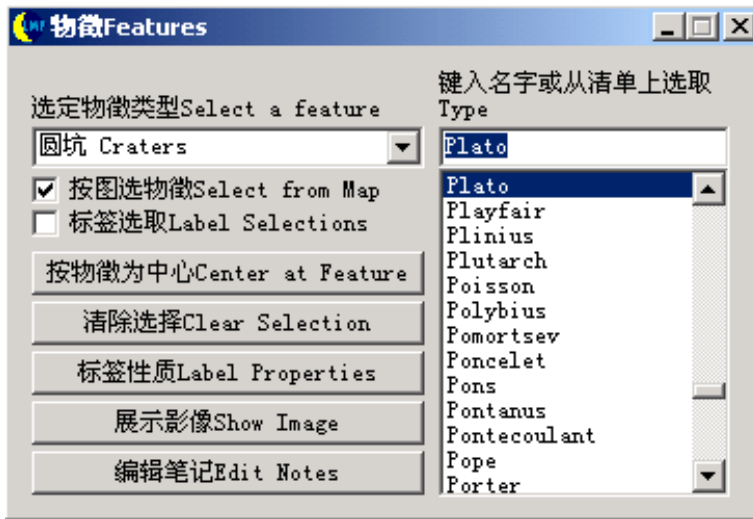 LMP 物徵Features
选定物徵类型Select a feature
圆坑 Craters
按图选物徵Select from Map
标签选取Label Selections
按物徵为中心Center at Feature
清除选择Clear Selection
标签性质Label Properties
展示影像Show Image
编辑笔记Edit Notes
键入名字或从清单上选取
Type
Plato
Plato
Playfair
Plinius
Plutarch
Poisson
Polybius
Pomortsev
Poncelet
Pons
Pontanus
Pontecoulant
Pope
Porter